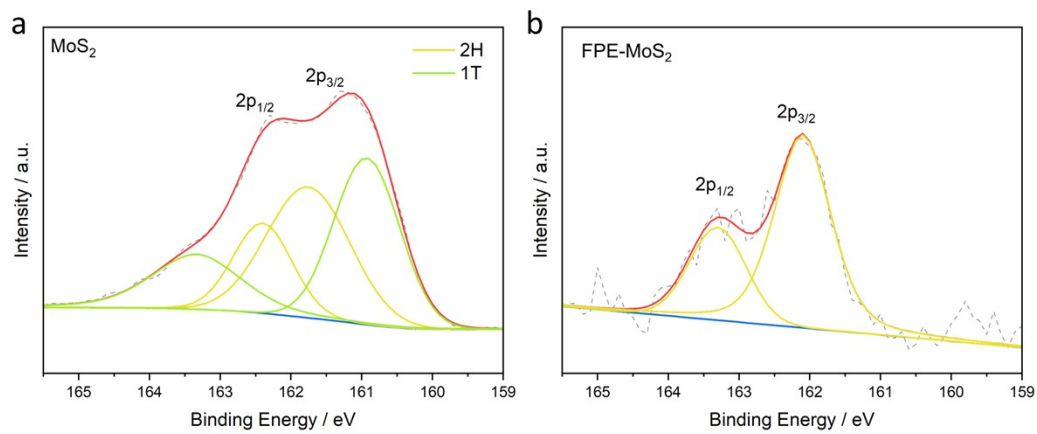 a
MoS₂
2H
1T
2p₁/₂
2p₃/₂
Intensity / a.u.
165 164 163 162 161 160 159
Binding Energy / eV
b
FPE-MoS₂
2p₃/₂
2p₁/₂
Intensity / a.u.
165 164 163 162 161 160 159
Binding Energy / eV